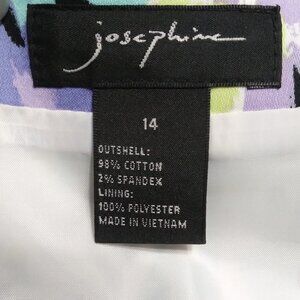 josephine
14
OUTSHELL:
98% COTTON
2% SPANDEX
LINING:
100% POLYESTER
MADE IN VIETNAM